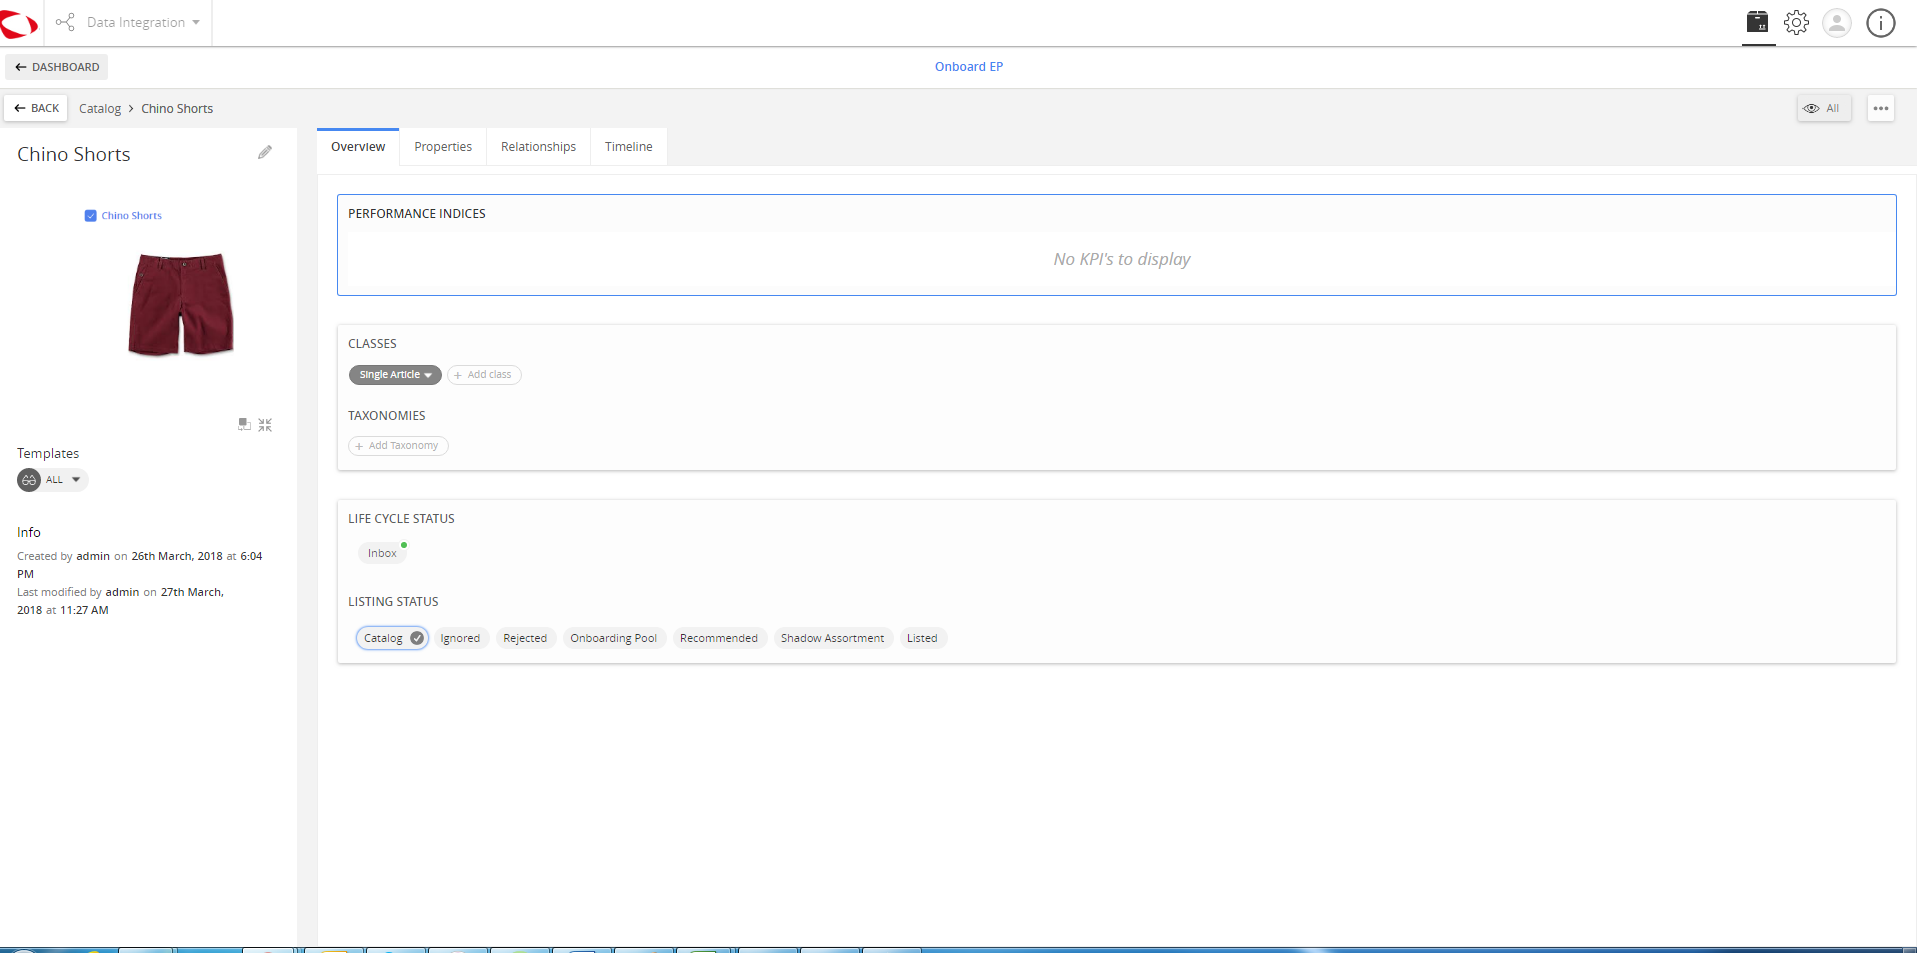 Data Integration
DASHBOARD
Onboard EP
BACK
Catalog > Chino Shorts
All
Chino Shorts
Chino Shorts
Templates
ALL
Info
Created by admin on 26th March, 2018 at 6:04
PM
Last modified by admin on 27th March,
2018 at 11:27 AM
Overview Properties Relationships Timeline
PERFORMANCE INDICES
No KPI's to display
CLASSES
Single Article + Add class
TAXONOMIES
+ Add Taxonomy
LIFE CYCLE STATUS
Inbox
LISTING STATUS
Catalog Ignored Rejected Onboarding Pool Recommended Shadow Assortment Listed